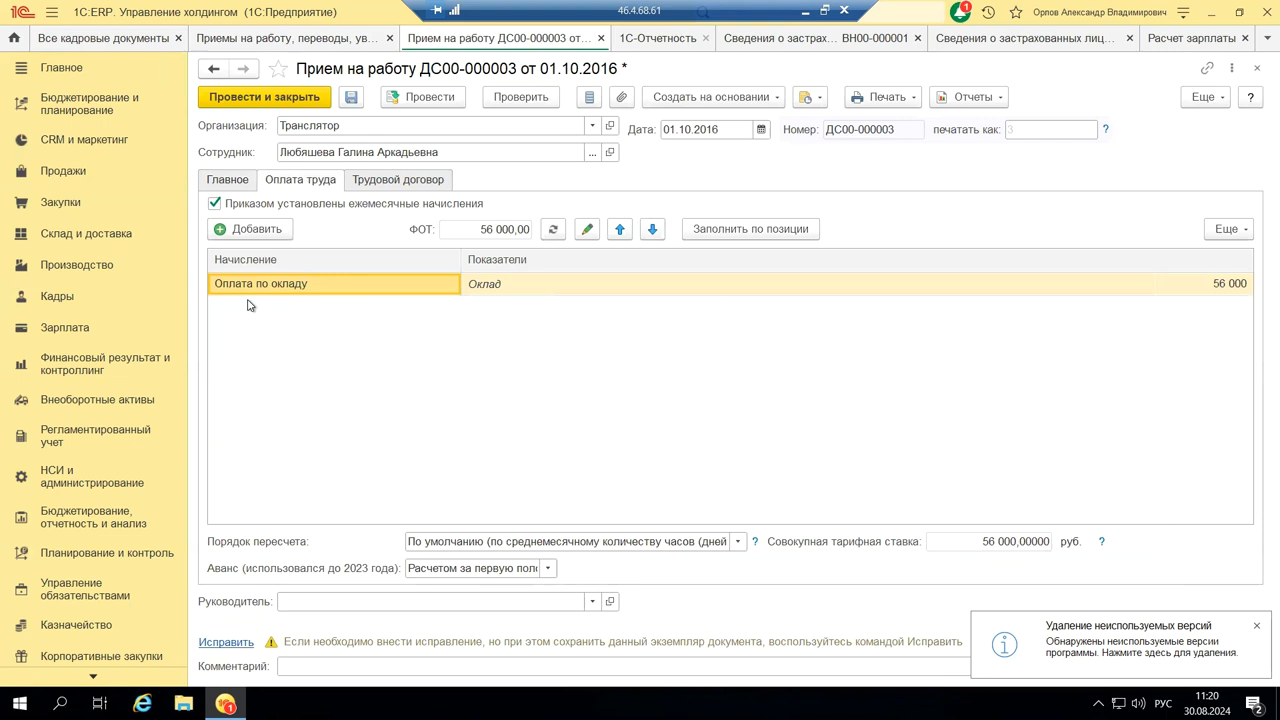 46.4.68.61
1С:ERP. Управление холдингом (1С:Предприятие)
1
Орлов Александр Владимирович
Все кадровые документы
Приемы на работу, переводы, ув...
Прием на работу ДС00-000003 от...
1С-Отчетность
Сведения о застрах... ВН00-000001
Сведения о застрахованных лиц...
Расчет зарплаты
Прием на работу ДС00-000003 от 01.10.2016 *
Провести и закрыть
Провести
Проверить
Создать на основании
Печать
Отчеты
Еще
?
Организация:
Транслятор
Дата:
01.10.2016
Номер:
ДС00-000003
печатать как:
3
?
Сотрудник:
Любяшева Галина Аркадьевна
...
Главное
Оплата труда
Трудовой договор
Приказом установлены ежемесячные начисления
Добавить
ФОТ:
56 000,00
Заполнить по позиции
Еще
Начисление
Показатели
Оплата по окладу
Оклад
56 000
Порядок пересчета:
По умолчанию (по среднемесячному количеству часов (дней
?
Совокупная тарифная ставка:
56 000,00000
руб.
?
Аванс (использовался до 2023 года):
Расчетом за первую поло
Руководитель:
Исправить
Если необходимо внести исправление, но при этом сохранить данный экземпляр документа, воспользуйтесь командой Исправить
Комментарий:
Главное
Бюджетирование и
планирование
CRM и маркетинг
Продажи
Закупки
Склад и доставка
Производство
Кадры
Зарплата
Финансовый результат и
контроллинг
Внеоборотные активы
Регламентированный
учет
НСИ и
администрирование
Бюджетирование,
отчетность и анализ
Планирование и контроль
Управление
обязательствами
Казначейство
Корпоративные закупки
Удаление неиспользуемых версий
Обнаружены неиспользуемые версии
программы. Нажмите здесь для удаления.
РУС
11:20
30.08.2024
2